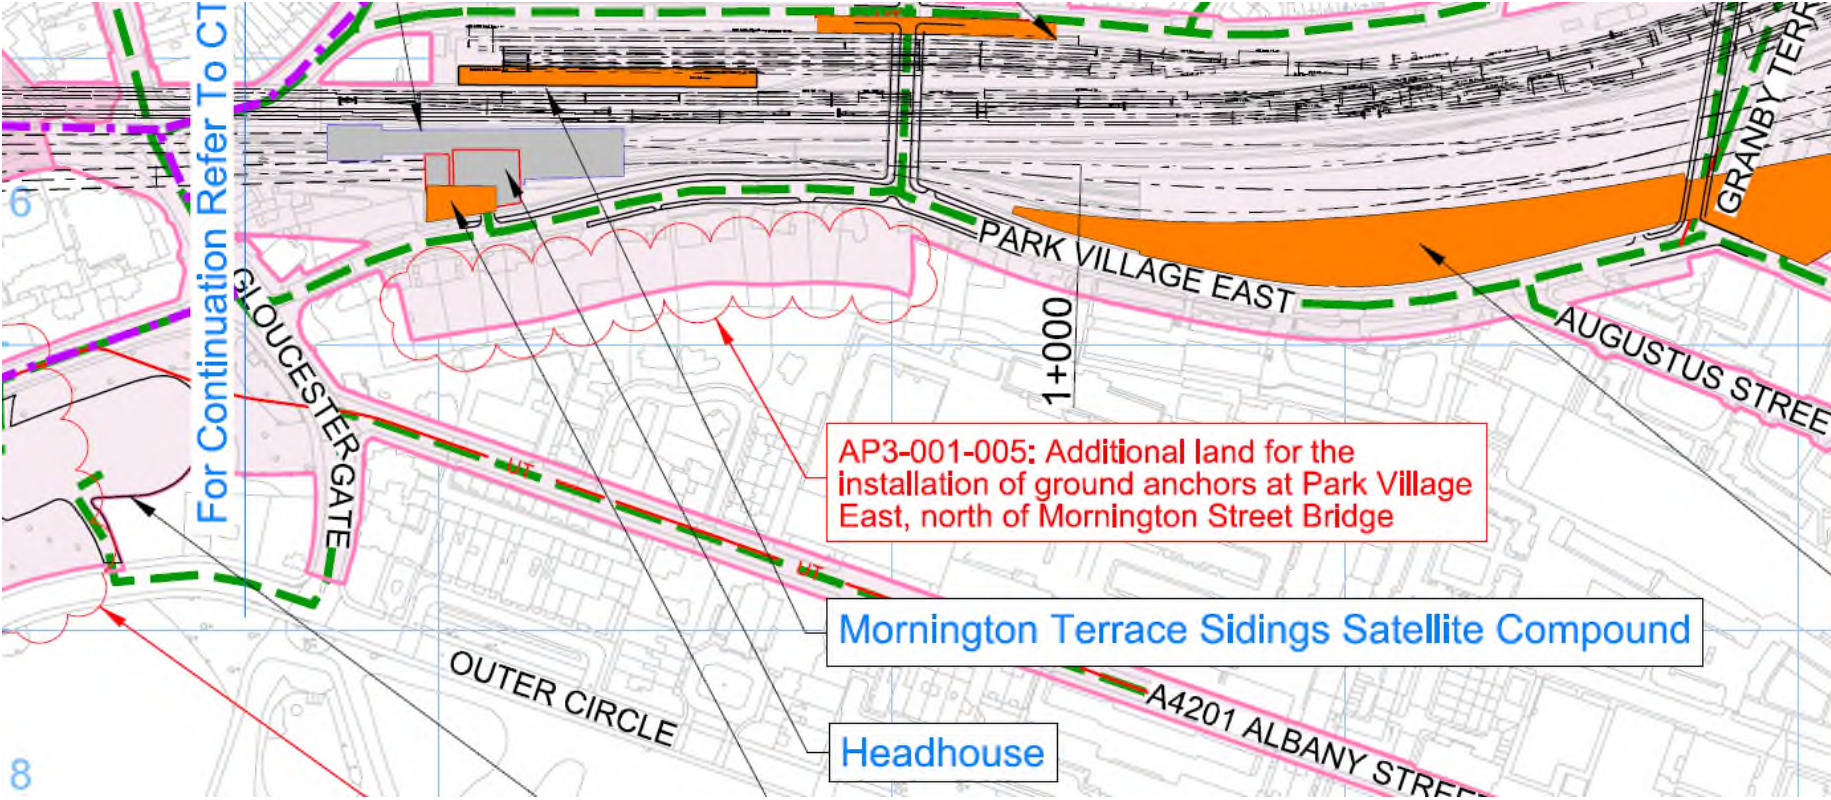 For Continuation Refer To CT
GRANBY TERR
6
PARK VILLAGE EAST
GLOUCESTER GATE
1+000
AUGUSTUS STREE
AP3-001-005: Additional land for the
installation of ground anchors at Park Village
East, north of Mornington Street Bridge
UT
UT
Mornington Terrace Sidings Satellite Compound
OUTER CIRCLE
A4201 ALBANY STREET
Headhouse
8